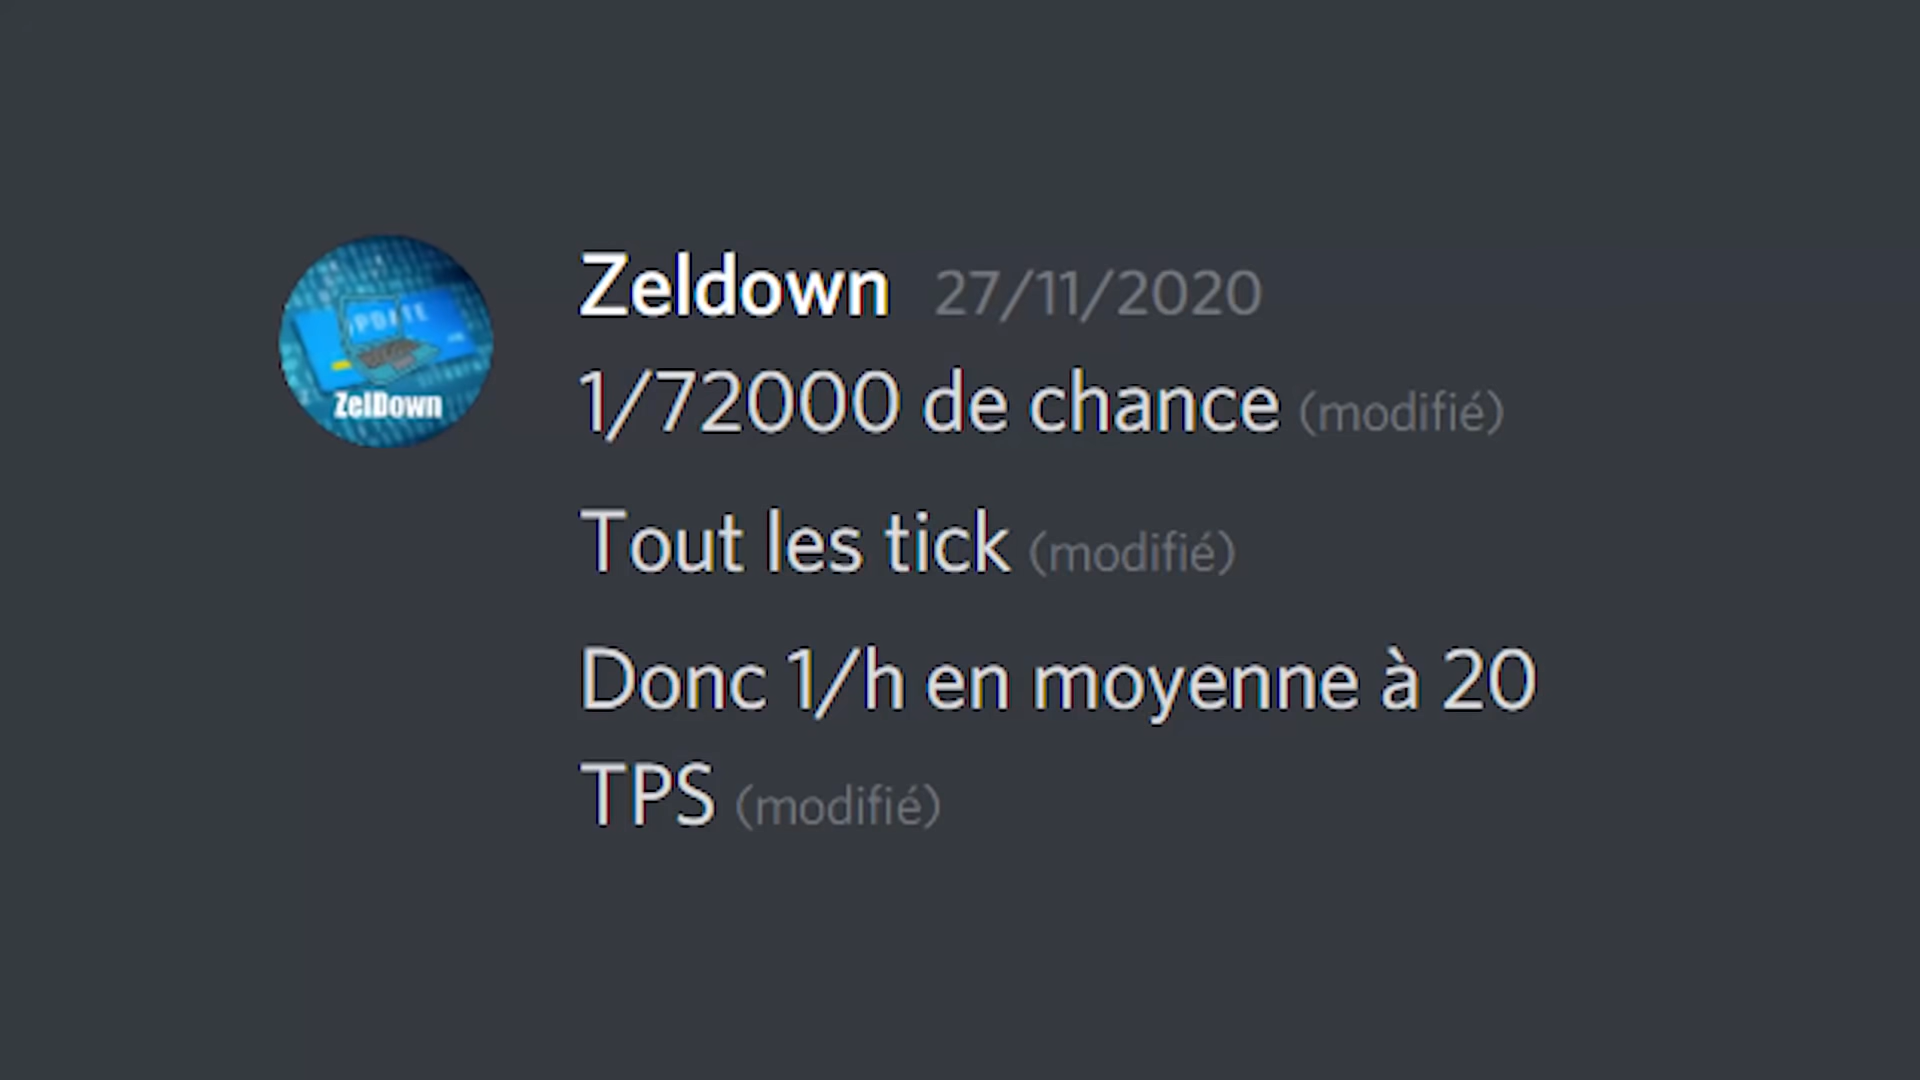 Zeldown 27/11/2020
1/72000 de chance (modifié)
Tout les tick (modifié)
Donc 1/h en moyenne à 20
TPS (modifié)
ZelDown